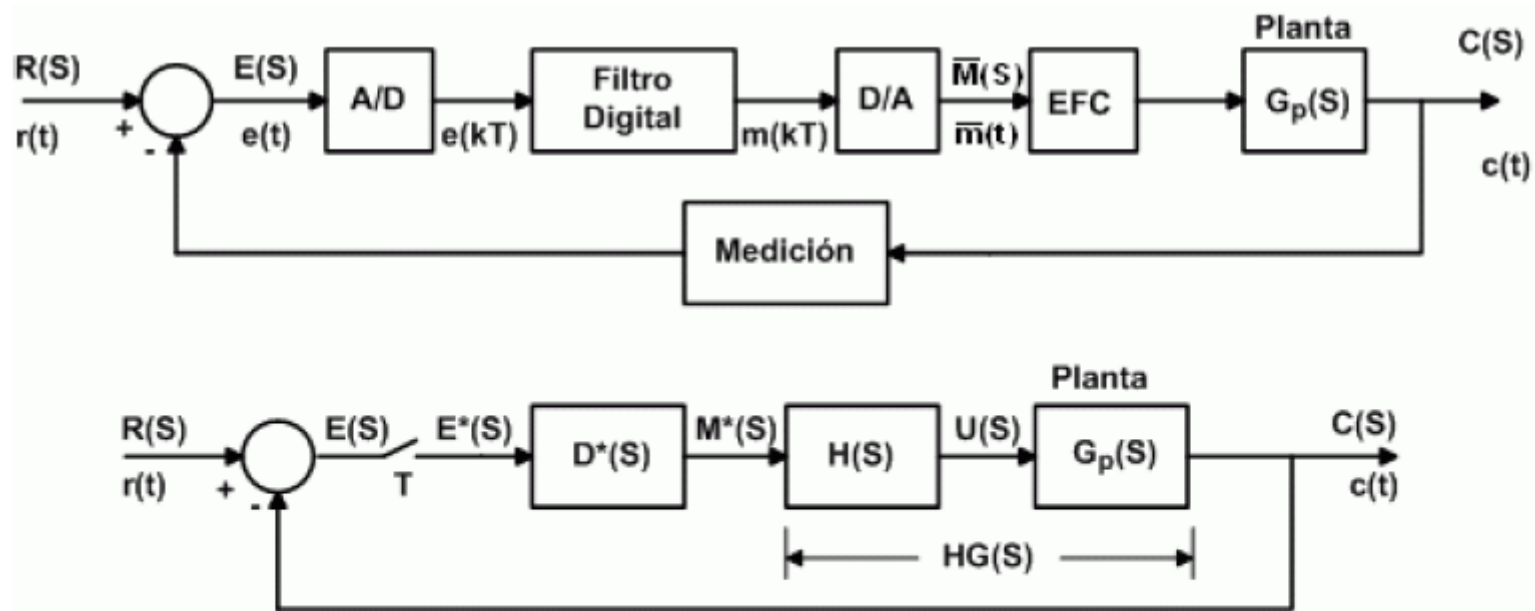 Planta
R(S)
E(S)
M̅(S)
C(S)
A/D
Filtro
Digital
D/A
EFC
Gp(S)
+
-
r(t)
e(t)
e(kT)
m(kT)
m̅(t)
c(t)
Medición
Planta
R(S)
E(S)
E*(S)
D*(S)
M*(S)
H(S)
U(S)
Gp(S)
C(S)
r(t)
+
-
T
c(t)
HG(S)